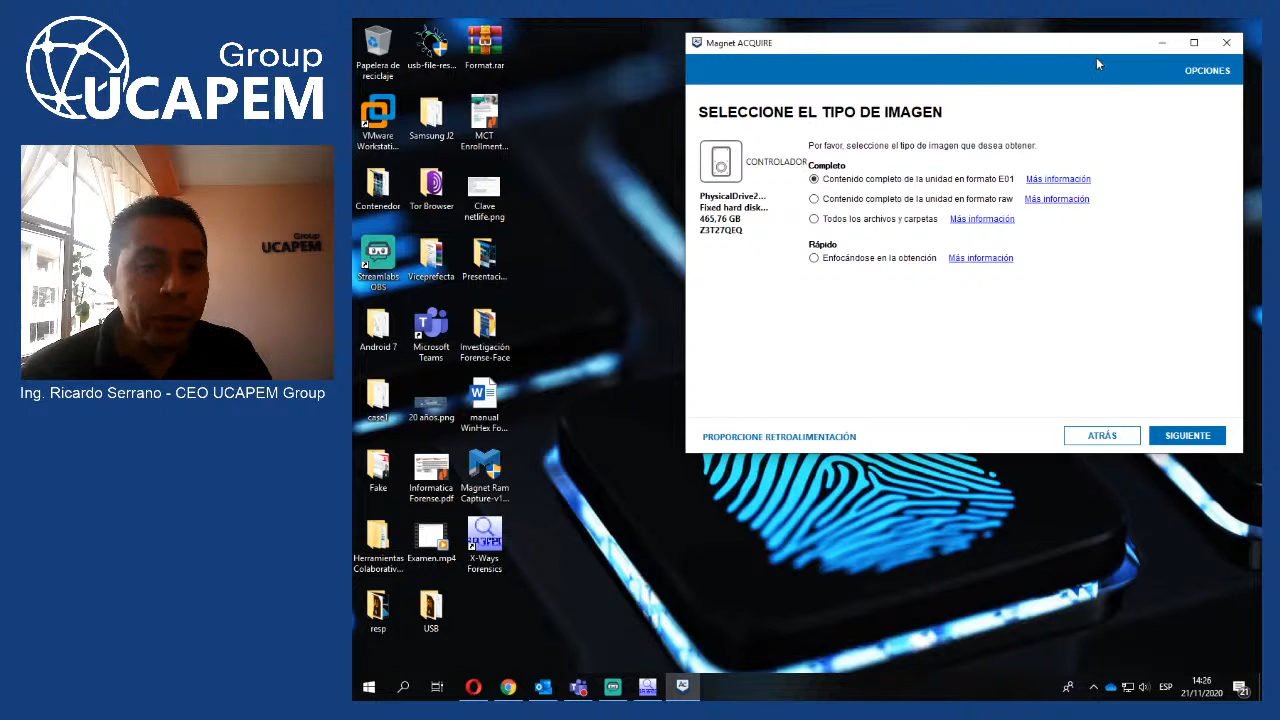 Group
UCAPEM
Group
UCAPEM
Ing. Ricardo Serrano - CEO UCAPEM Group
Papelera de
reciclaje
usb-file-res...
Format.rar
VMware
Workstati...
Samsung J2
MCT
Enrollment...
Contenedor
Tor Browser
Clave
netlife.png
Streamlabs
OBS
Viceprefecta
Presentaci...
Android 7
Microsoft
Teams
Investigación
Forense-Face
case1
20 años.png
manual
WinHex Fo...
Fake
Informatica
Forense.pdf
Magnet Ram
Capture-v1...
Herramientas
Colaborativ...
Examen.mp4
X-Ways
Forensics
resp
USB
Magnet ACQUIRE
OPCIONES
SELECCIONE EL TIPO DE IMAGEN
CONTROLADOR
PhysicalDrive2...
Fixed hard disk...
465,76 GB
Z3T27QEQ
Por favor, seleccione el tipo de imagen que desea obtener.
Completo
Contenido completo de la unidad en formato E01 Más información
Contenido completo de la unidad en formato raw Más información
Todos los archivos y carpetas Más información
Rápido
Enfocándose en la obtención Más información
PROPORCIONE RETROALIMENTACIÓN
ATRÁS
SIGUIENTE
ESP
14:26
21/11/2020
21